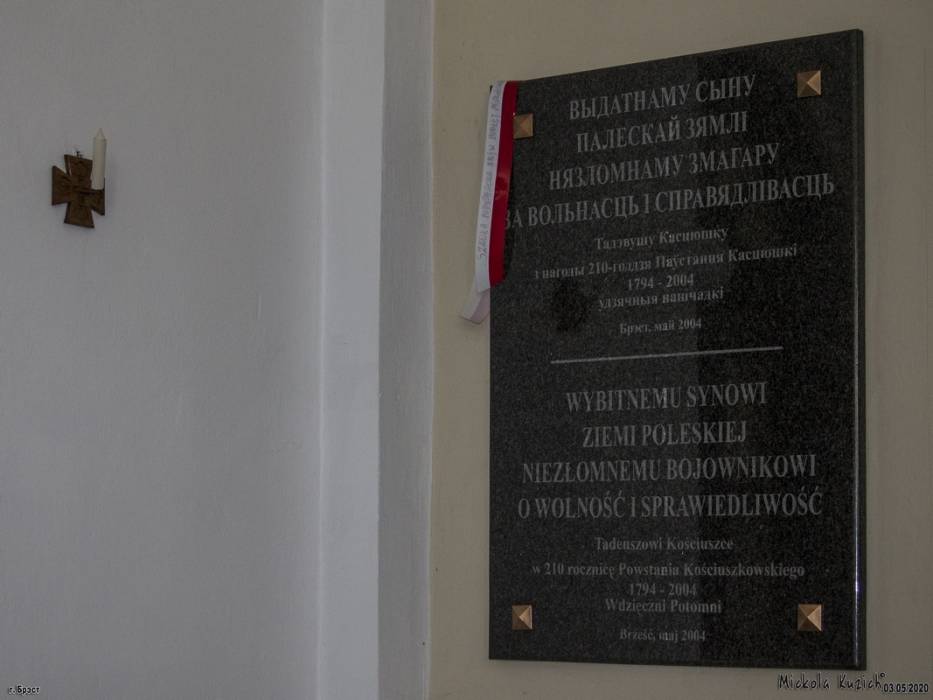 ВЫДАТНАМУ СЫНУ
ПАЛЕСКАЙ ЗЯМЛІ
НЯЗЛОМНАМУ ЗМАГАРУ
ЗА ВОЛЬНАСЦЬ І СПРАВЯДЛІВАСЦЬ
Тадэвушу Касцюшку
з нагоды 210-годдзя Паўстання Касцюшкі
1794 - 2004
удзячныя нашчадкі
Брэст, май 2004
WYBITNEMU SYNOWI
ZIEMI POLESKIEJ
NIEZŁOMNEMU BOJOWNIKOWI
O WOLNOŚĆ I SPRAWIEDLIWOŚĆ
Tadeuszowi Kościuszce
w 210 rocznicę Powstania Kościuszkowskiego
1794 - 2004
Wdzięczni Potomni
Brześć, maj 2004
г. Брэст
Mickola Kuzich © 03.05.2020